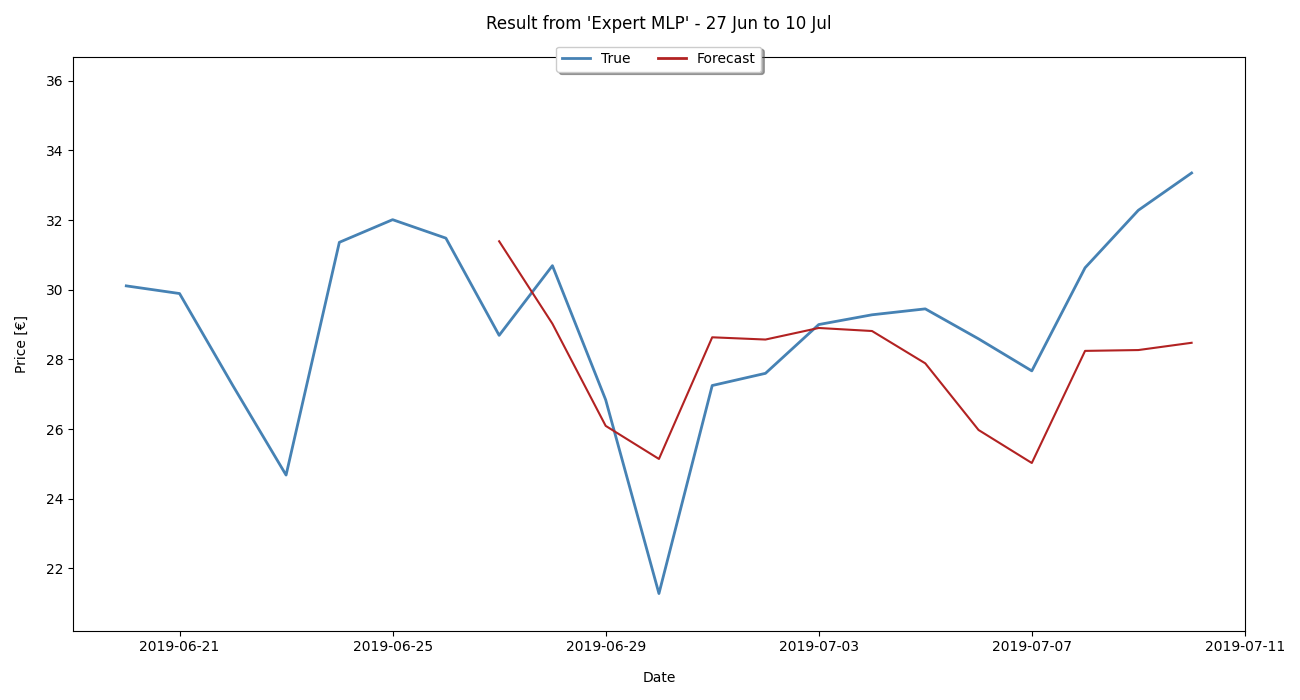 Result from 'Expert MLP' - 27 Jun to 10 Jul
True Forecast
36
34
32
30
28
26
24
22
Price [€]
2019-06-21 2019-06-25 2019-06-29 2019-07-03 2019-07-07 2019-07-11
Date